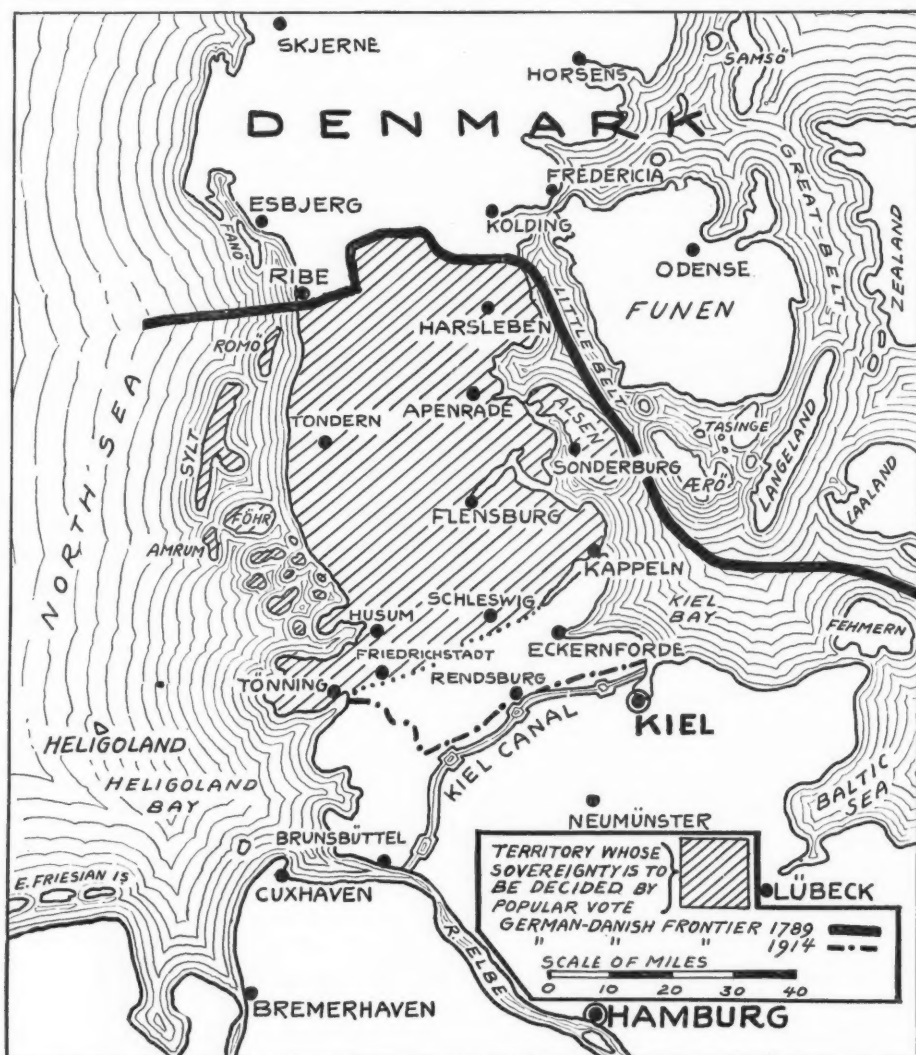 SKJERNE
HORSENS
SAMSÖ
DENMARK
GREAT BELTS
FREDERICIA
ESBJERG
KOLDING
ZEALAND
FANÖ
ODENSE
RIBE
FUNEN
LITTLE BELT
HARSLEBEN
NORTH SEA
ROMÖ
APENRADE
ALSEN
TASINGE
TONDERN
SYLT
SONDERBURG
LANGELAND
ÆRÖ
LAALAND
FLENSBURG
FÖHR
AMRUM
KAPPELN
SCHLESWIG
KIEL
BAY
HUSUM
FEHMERN
ECKERNFORDE
FRIEDRICHSTADT
RENDSBURG
TÖNNING
KIEL
HELIGOLAND
KIEL CANAL
HELIGOLAND
BAY
BALTIC
SEA
NEUMÜNSTER
BRUNSBÜTTEL
E. FRIESIAN IS
CUXHAVEN
TERRITORY WHOSE
SOVEREIGNTY IS TO
BE DECIDED BY
POPULAR VOTE
LÜBECK
GERMAN-DANISH FRONTIER 1789
" " " 1914
SCALE OF MILES
0 10 20 30 40
R. ELBE
BREMERHAVEN
HAMBURG